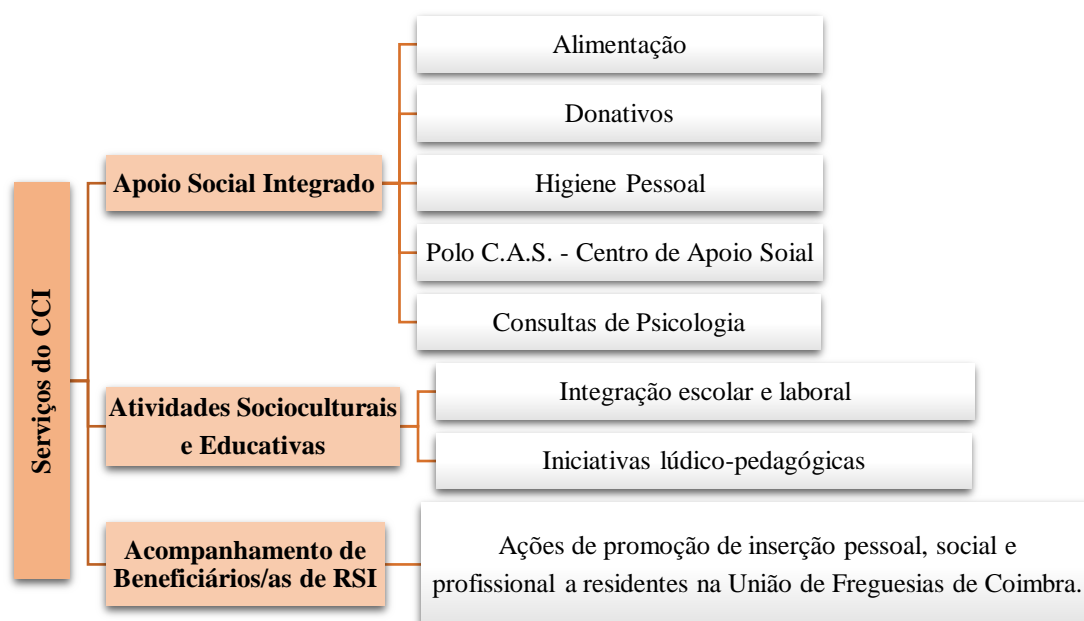 Serviços do CCI
Apoio Social Integrado
Alimentação
Donativos
Higiene Pessoal
Polo C.A.S. - Centro de Apoio Soial
Consultas de Psicologia
Atividades Socioculturais
e Educativas
Integração escolar e laboral
Iniciativas lúdico-pedagógicas
Acompanhamento de
Beneficiários/as de RSI
Ações de promoção de inserção pessoal, social e
profissional a residentes na União de Freguesias de Coimbra.